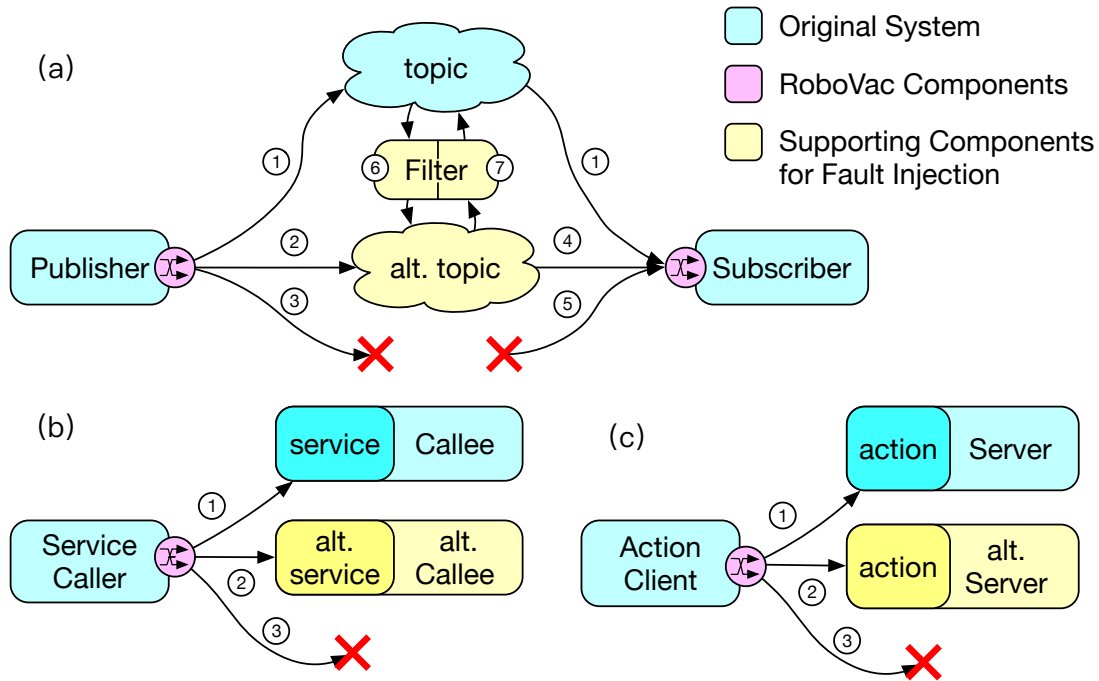 (a)
topic
Original System
RoboVac Components
Supporting Components
for Fault Injection
1
1
6
Filter
7
Publisher
2
alt. topic
4
Subscriber
3
5
(b)
service
Callee
1
Service
Caller
alt.
service
alt.
Callee
2
3
(c)
action
Server
1
Action
Client
action
alt.
Server
2
3